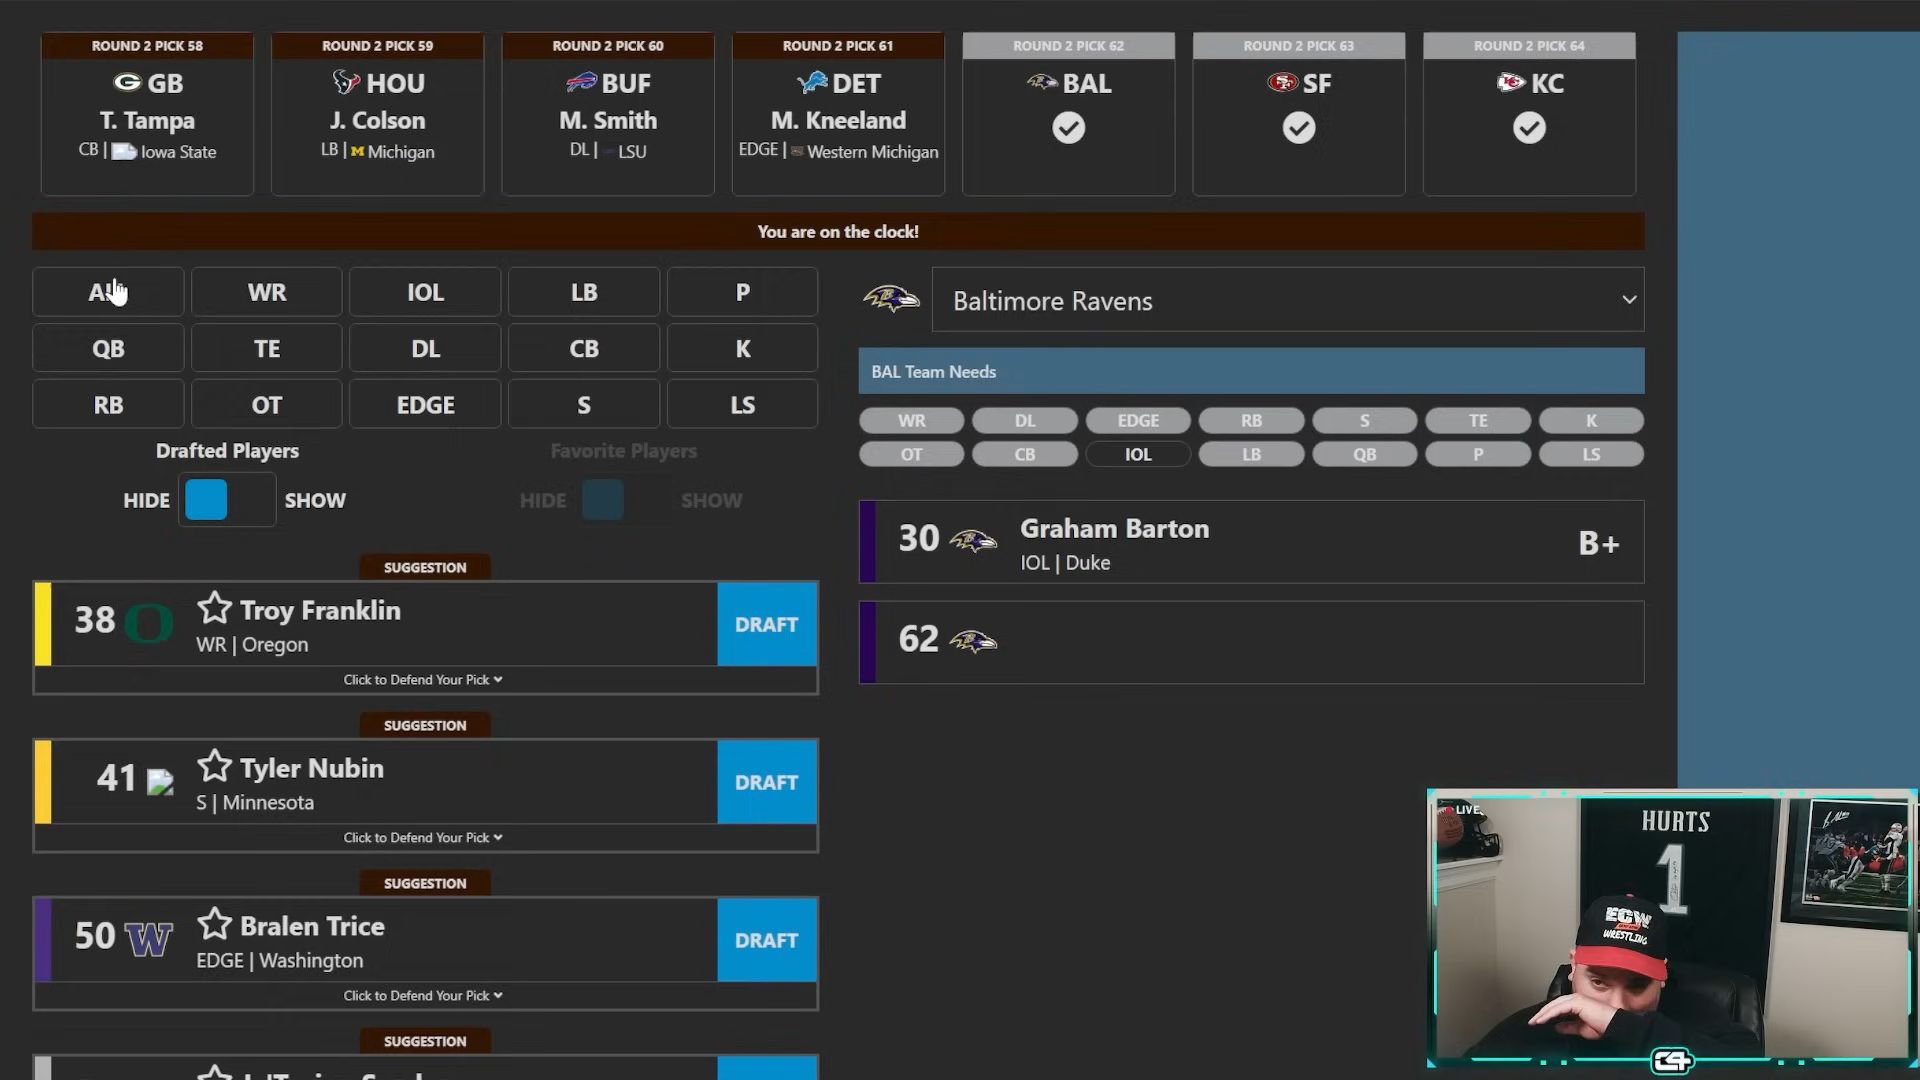 ROUND 2 PICK 58
GB
T. Tampa
CB | Iowa State
ROUND 2 PICK 59
HOU
J. Colson
LB | Michigan
ROUND 2 PICK 60
BUF
M. Smith
DL | LSU
ROUND 2 PICK 61
DET
M. Kneeland
EDGE | Western Michigan
ROUND 2 PICK 62
BAL
ROUND 2 PICK 63
SF
ROUND 2 PICK 64
KC
You are on the clock!
WR IOL LB P
QB TE DL CB K
RB OT EDGE S LS
Drafted Players
HIDE SHOW
Favorite Players
HIDE SHOW
Baltimore Ravens
BAL Team Needs
WR DL EDGE RB S TE K
OT CB IOL LB QB P LS
30 Graham Barton
IOL | Duke
B+
62
SUGGESTION
38 Troy Franklin
WR | Oregon
DRAFT
Click to Defend Your Pick
SUGGESTION
41 Tyler Nubin
S | Minnesota
DRAFT
Click to Defend Your Pick
SUGGESTION
50 Bralen Trice
EDGE | Washington
DRAFT
Click to Defend Your Pick
SUGGESTION
LIVE
HURTS
1
ECW
WRESTLING